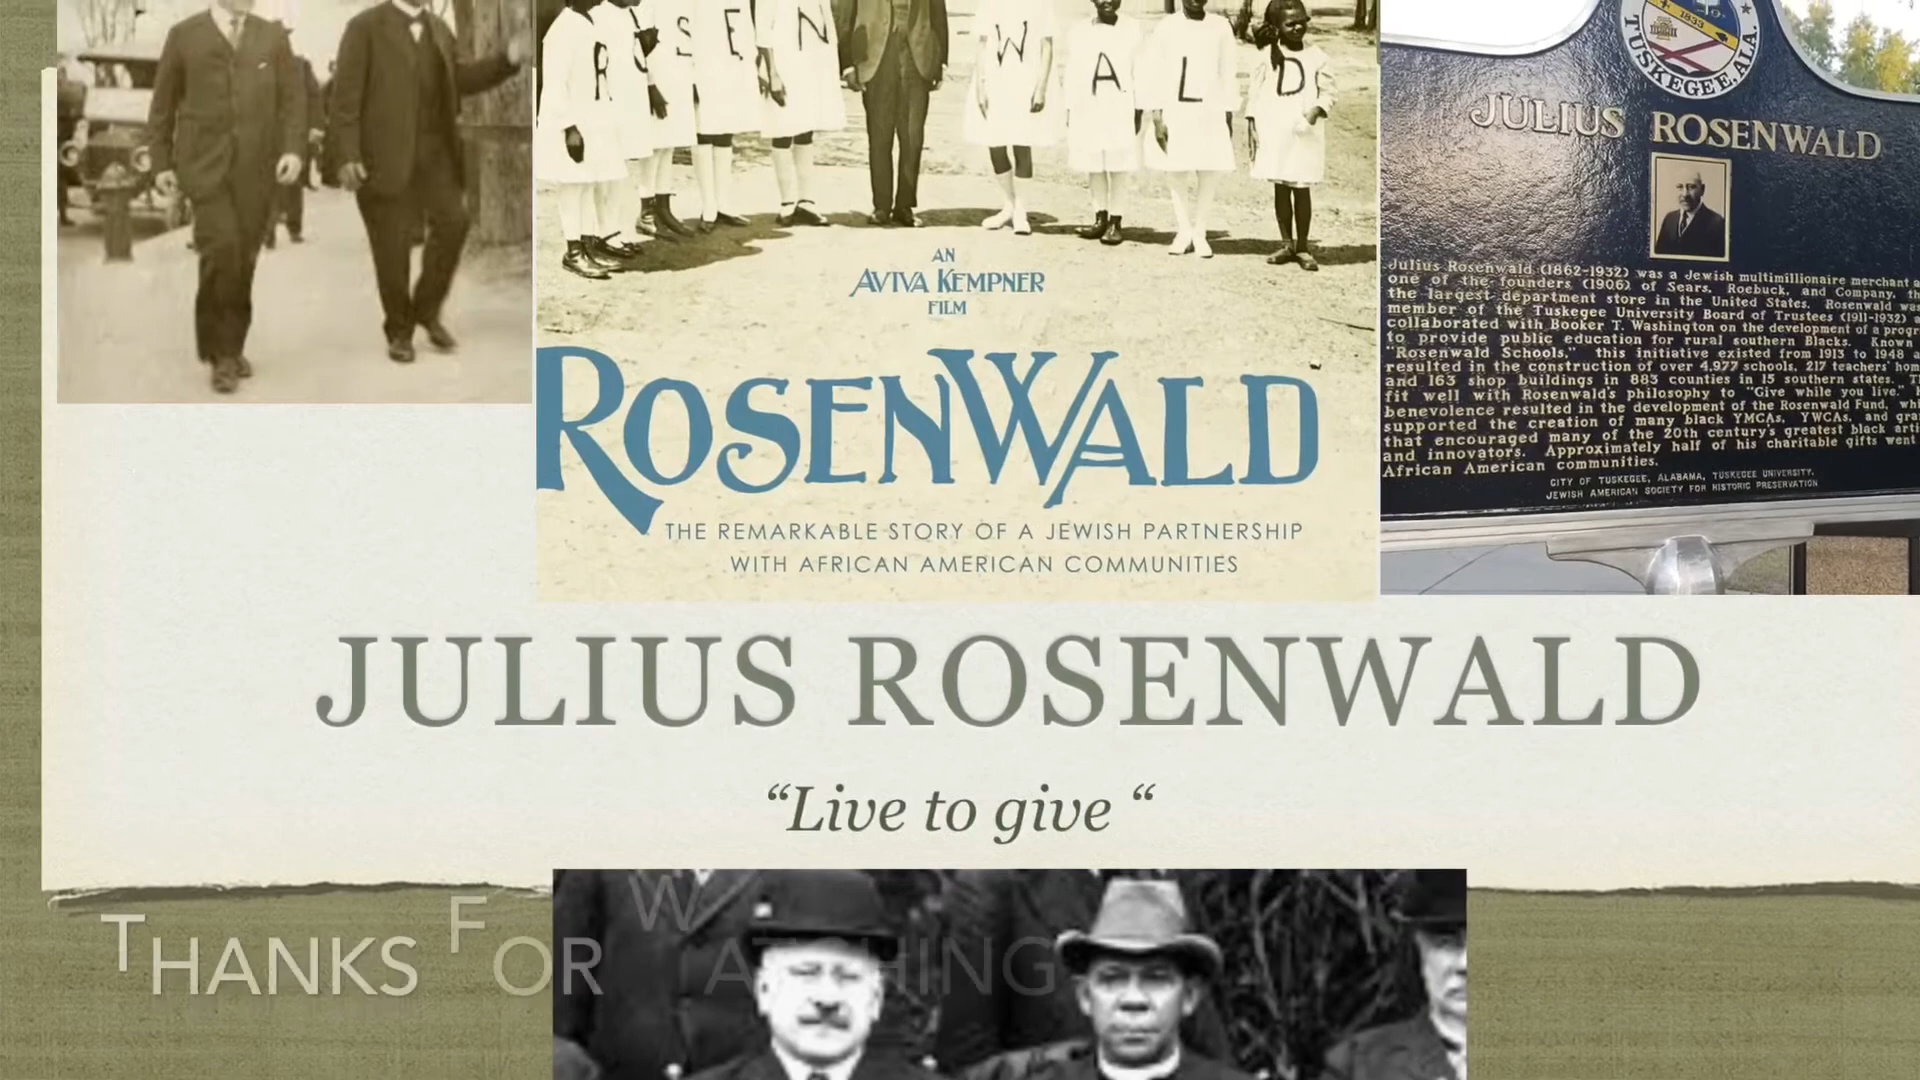 R O S E N W A L D
AN
AVIVA KEMPNER
FILM
ROSENWALD
THE REMARKABLE STORY OF A JEWISH PARTNERSHIP
WITH AFRICAN AMERICAN COMMUNITIES
1833
TUSKEGEE, ALA.
JULIUS ROSENWALD
Julius Rosenwald (1862-1932) was a Jewish multimillionaire merchant
one of the founders (1906) of Sears, Roebuck, and Company, th
the largest department store in the United States. Rosenwald was
member of the Tuskegee University Board of Trustees (1911-1932) a
collaborated with Booker T. Washington on the development of a progr
to provide public education for rural southern Blacks. Known
"Rosenwald Schools," this initiative existed from 1913 to 1948 a
resulted in the construction of over 4,977 schools, 217 teachers' hom
and 163 shop buildings in 883 counties in 15 southern states. T
fit well with Rosenwald's philosophy to "Give while you live."
benevolence resulted in the development of the Rosenwald Fund, whi
supported the creation of many black YMCAs, YWCAs, and gra
that encouraged many of the 20th century's greatest black arti
and innovators. Approximately half of his charitable gifts went
African American communities.
CITY OF TUSKEGEE, ALABAMA, TUSKEGEE UNIVERSITY,
JEWISH AMERICAN SOCIETY FOR HISTORIC PRESERVATION
JULIUS ROSENWALD
“Live to give “
THANKS FOR WATCHING